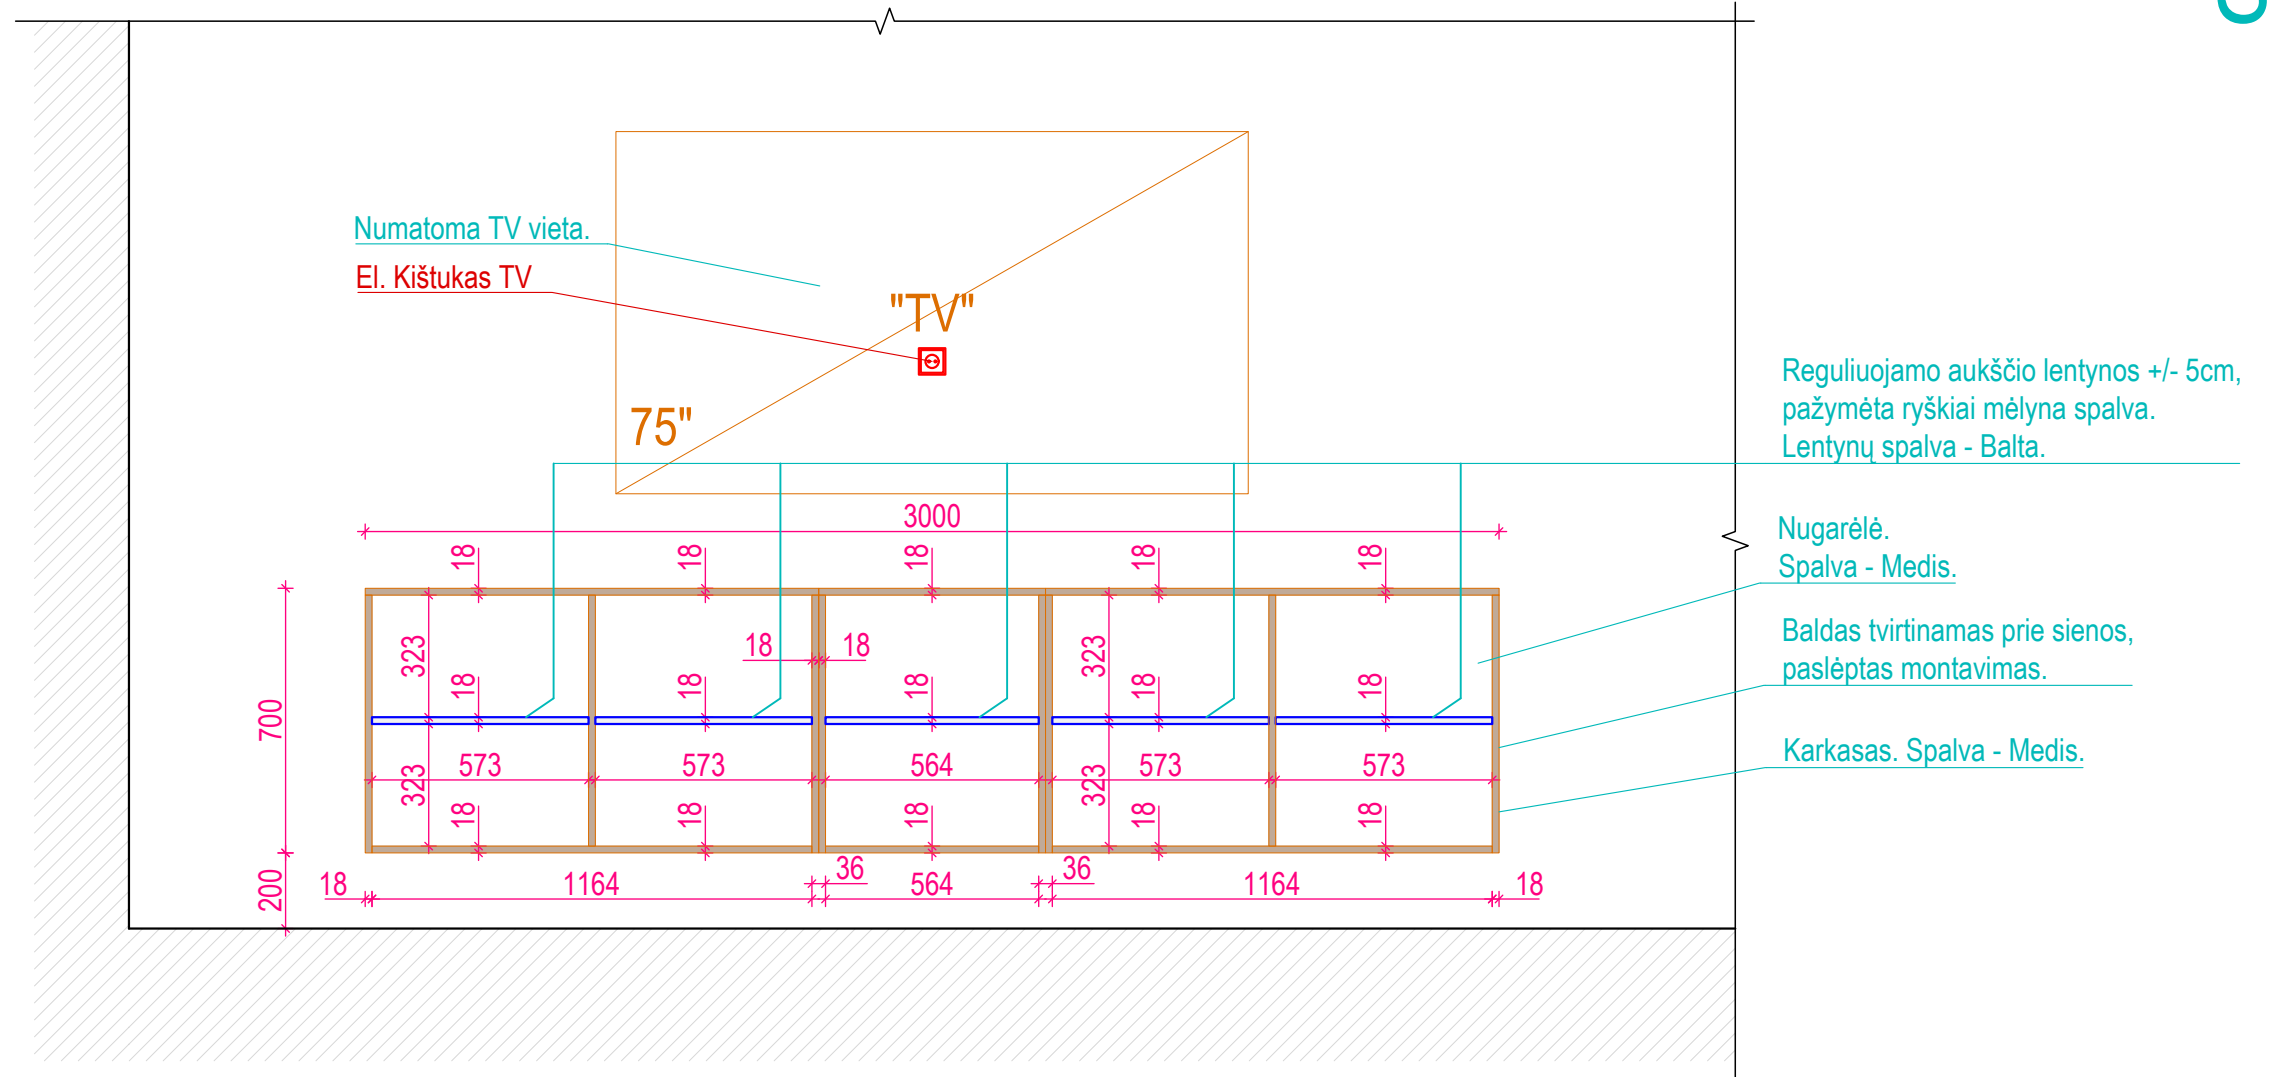 Numatoma TV vieta.
El. Kištukas TV
"TV"
75"
Reguliuojamo aukščio lentynos +/- 5cm,
pažymėta ryškiai mėlyna spalva.
Lentynų spalva - Balta.
3000
Nugarėlė.
Spalva - Medis.
18 18 18 18 18
Baldas tvirtinamas prie sienos,
paslėptas montavimas.
323 18 18 323
18 18 18 18 18
700
Karkasas. Spalva - Medis.
573 573 564 573 573
323 323
18 18 18 18 18
200
18 1164 36 564 36 1164 18